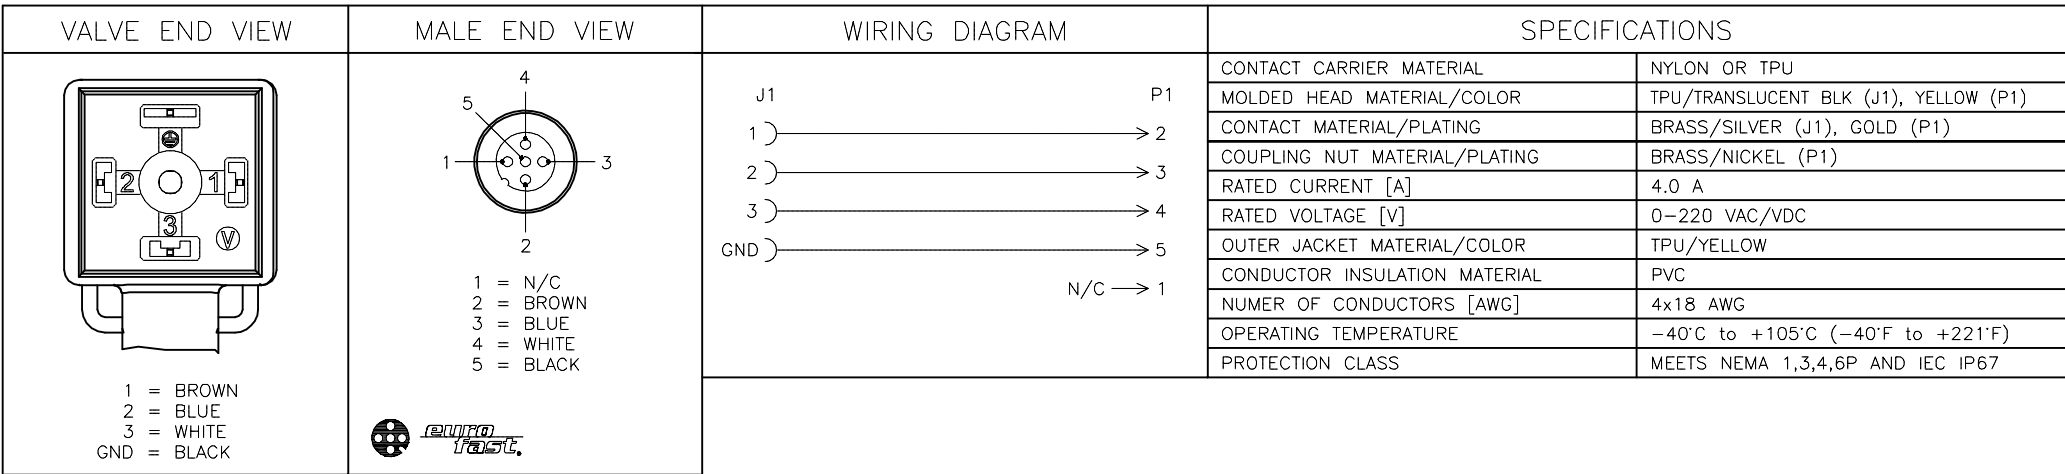 VALVE END VIEW
2
1
3
V
1 = BROWN
2 = BLUE
3 = WHITE
GND = BLACK
MALE END VIEW
4
5
1
3
2
1 = N/C
2 = BROWN
3 = BLUE
4 = WHITE
5 = BLACK
euro
fast.
WIRING DIAGRAM
J1 P1
1 2
2 3
3 4
GND 5
N/C 1
SPECIFICATIONS
CONTACT CARRIER MATERIAL NYLON OR TPU
MOLDED HEAD MATERIAL/COLOR TPU/TRANSLUCENT BLK (J1), YELLOW (P1)
CONTACT MATERIAL/PLATING BRASS/SILVER (J1), GOLD (P1)
COUPLING NUT MATERIAL/PLATING BRASS/NICKEL (P1)
RATED CURRENT [A] 4.0 A
RATED VOLTAGE [V] 0-220 VAC/VDC
OUTER JACKET MATERIAL/COLOR TPU/YELLOW
CONDUCTOR INSULATION MATERIAL PVC
NUMER OF CONDUCTORS [AWG] 4x18 AWG
OPERATING TEMPERATURE -40°C to +105°C (-40°F to +221°F)
PROTECTION CLASS MEETS NEMA 1,3,4,6P AND IEC IP67